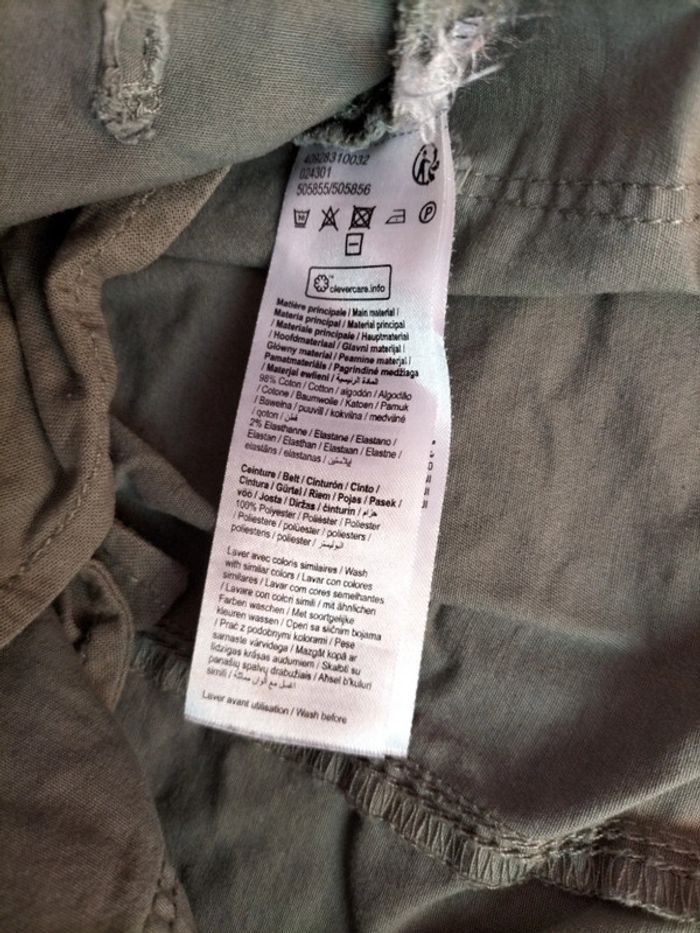 40928310032
024301
505855/505856
P
clevercare.info
Matière principale / Main material /
Materia principal / Material principal
/ Materiale principale / Hauptmaterial
/ Hoofdmateriaal / Glavni materijal /
Główny materiał / Peamine materjal /
Pamatmateriāls / Pagrindinė medžiaga
/ Materjal ewlieni / المادة الرئيسية
98% Coton / Cotton / algodón / Algodão
/ Cotone / Baumwolle / Katoen / Pamuk
/ Bawełna / puuvill / kokvilna / medvilnė
/ qoton / قطن
2% Elasthanne / Elastane / Elastano /
Elastan / Elasthan / Elastaan / Elastne /
elastāns / elastanas / إيلاستين
Ceinture / Belt / Cinturón / Cinto /
Cintura / Gürtel / Riem / Pojas / Pasek /
vöö / Josta / Diržas / ċinturin / حزام
100% Polyester / Poliéster / Poliester
/ Poliestere / polüester / poliesters /
poliesteris / poliester / البوليستر
Laver avec coloris similaires / Wash
with similar colors / Lavar con colores
similares / Lavar com cores semelhantes
/ Lavare con colori simili / mit ähnlichen
Farben waschen / Met soortgelijke
kleuren wassen / Open sa sličnim bojama
/ Prać z podobnymi kolorami / Pese
sarnaste värvidega / Mazgāt kopā ar
līdzīgas krāsas audumiem / Skalbti su
panašių spalvų drabužiais / Aħsel b'kuluri
simili / اغسل مع ألوان مماثلة
Laver avant utilisation / Wash before